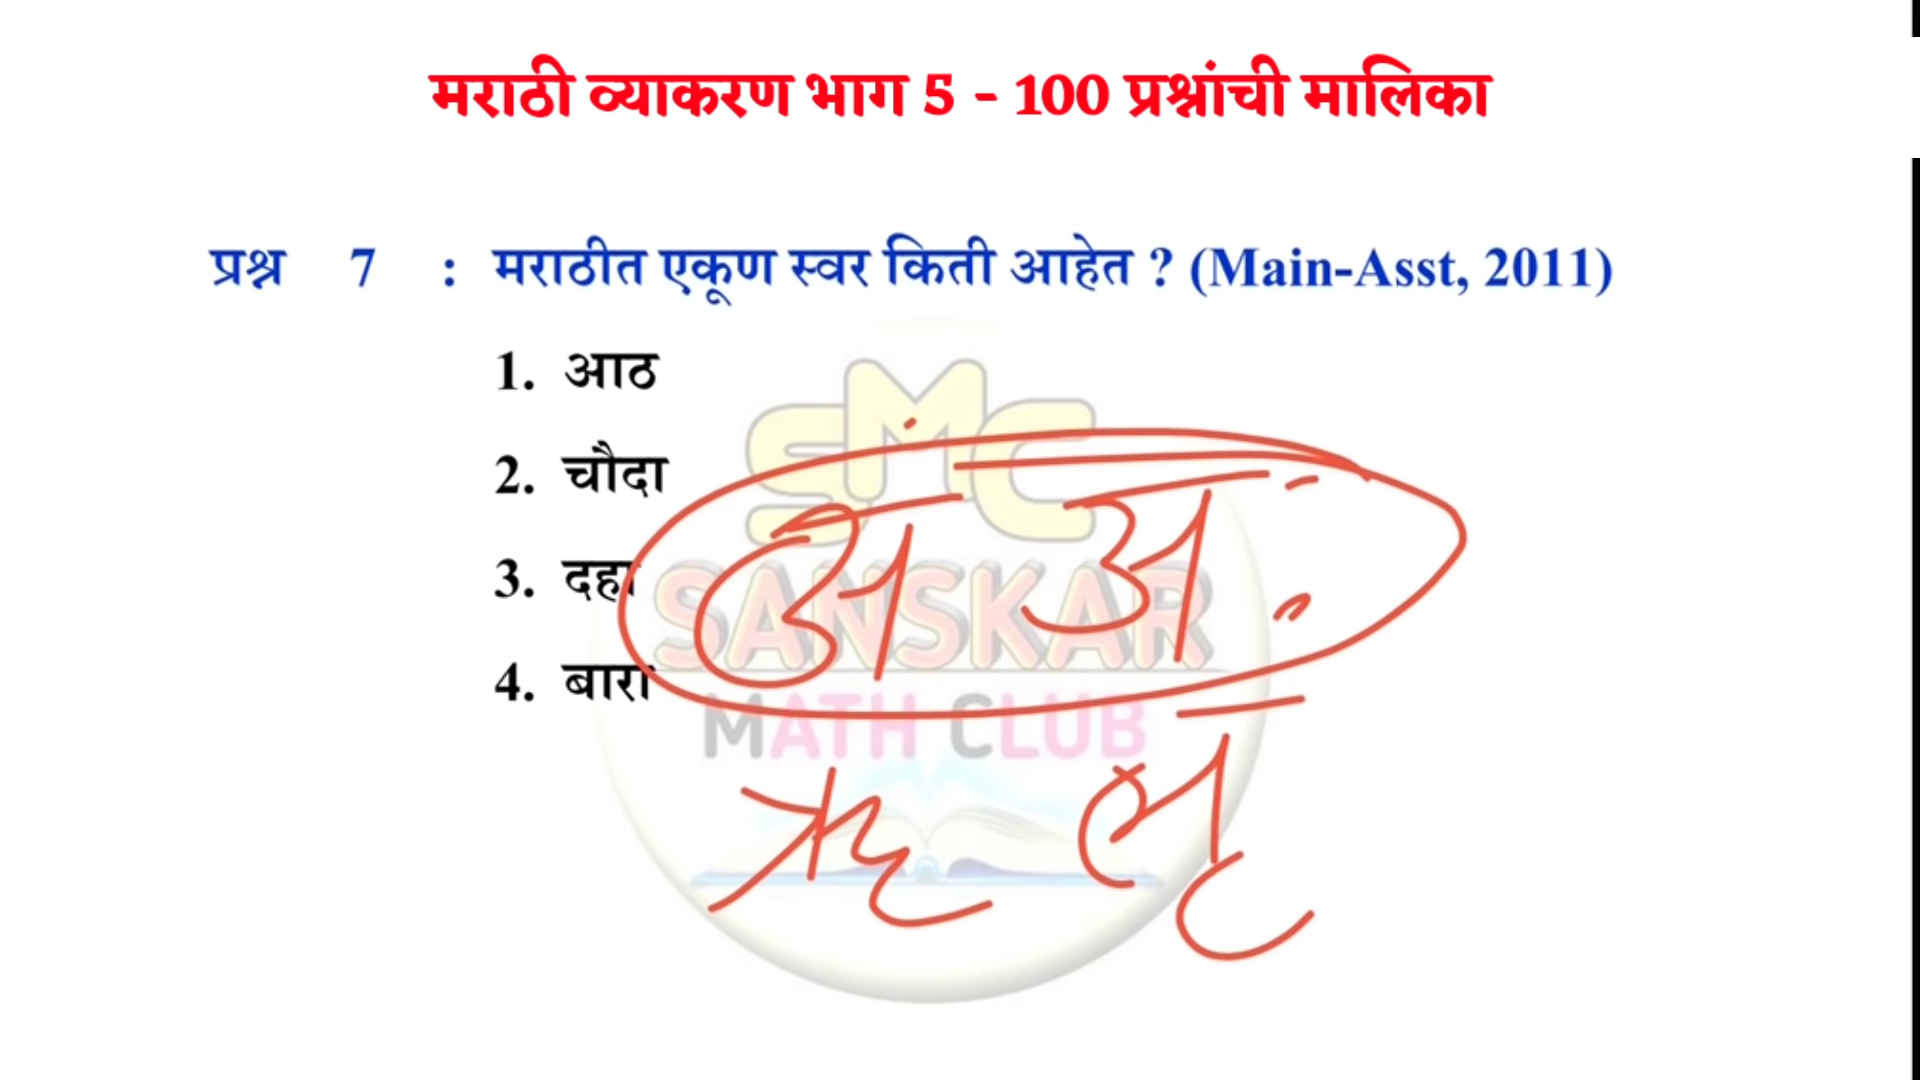 मराठी व्याकरण भाग 5 - 100 प्रश्नांची मालिका
प्रश्न 7 : मराठीत एकूण स्वर किती आहेत ? (Main-Asst, 2011)
1. आठ
2. चौदा
3. दहा
4. बारा
SMC
SANSKAR
MATH CLUB
अं अः
ऋ लृ